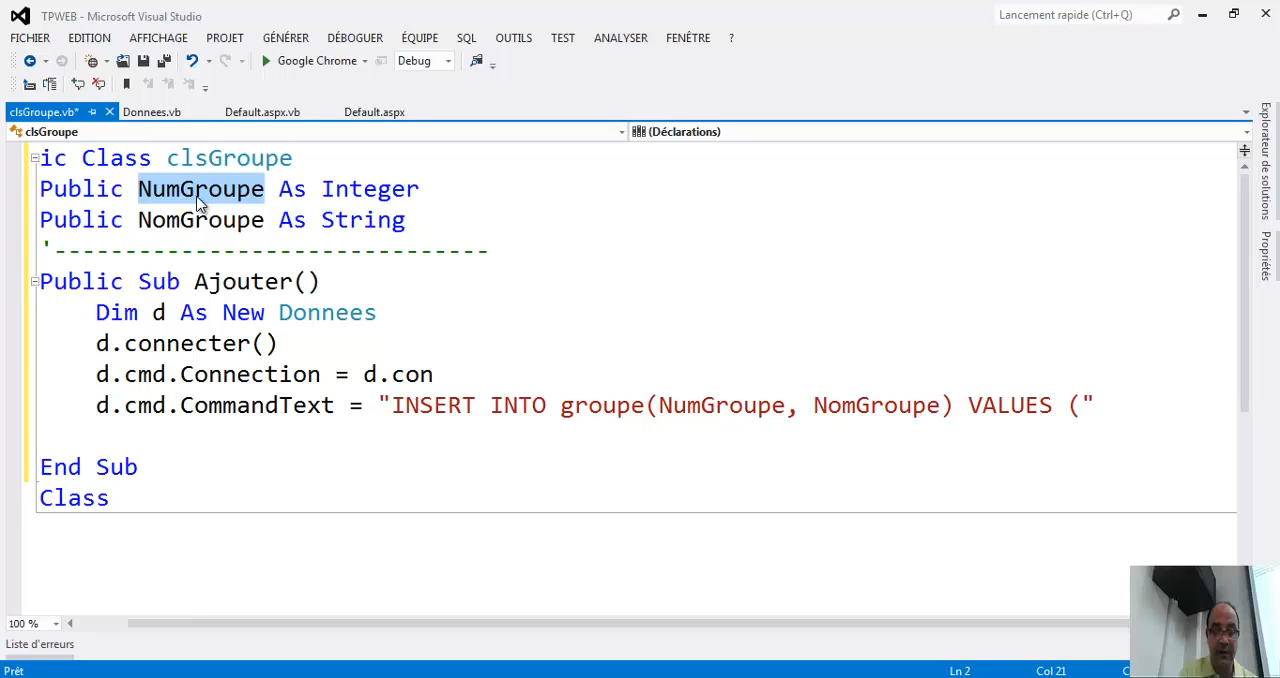 TPWEB - Microsoft Visual Studio
Lancement rapide (Ctrl+Q)
FICHIER EDITION AFFICHAGE PROJET GÉNÉRER DÉBOGUER ÉQUIPE SQL OUTILS TEST ANALYSER FENÊTRE ?
Google Chrome Debug
clsGroupe.vb* Donnees.vb Default.aspx.vb Default.aspx
clsGroupe (Déclarations)
ic Class clsGroupe
Public NumGroupe As Integer
Public NomGroupe As String
'-------------------------------
Public Sub Ajouter()
Dim d As New Donnees
d.connecter()
d.cmd.Connection = d.con
d.cmd.CommandText = "INSERT INTO groupe(NumGroupe, NomGroupe) VALUES ("
End Sub
Class
Explorateur de solutions
Propriétés
100 %
Liste d'erreurs
Prêt Ln 2 Col 21 C